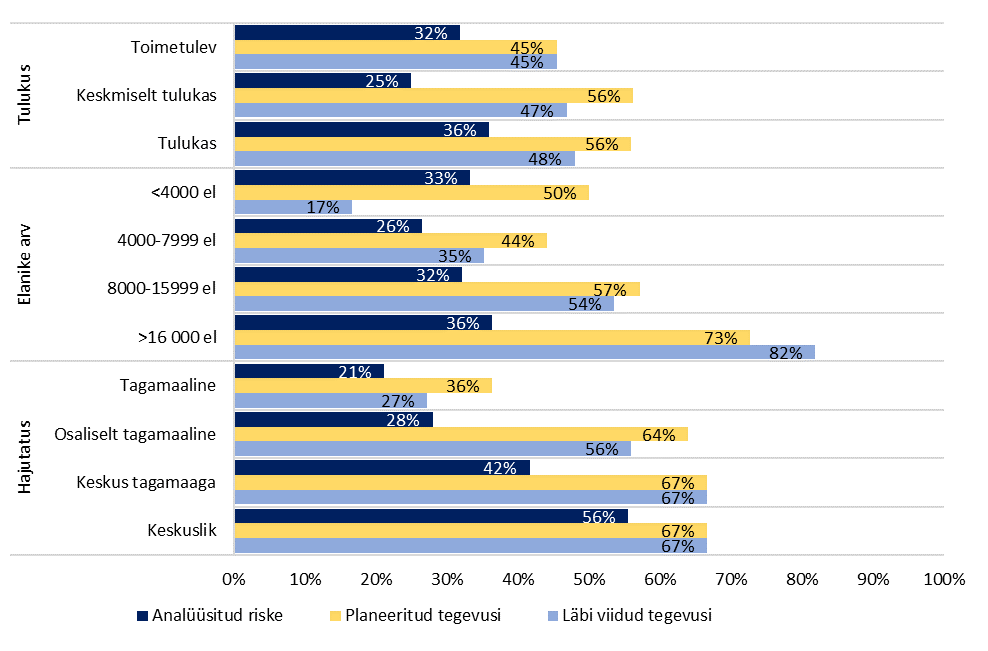 Tulukus
Toimetulev
32%
45%
45%
Keskmiselt tulukas
25%
56%
47%
Tulukas
36%
56%
48%
Elanike arv
<4000 el
33%
50%
17%
4000-7999 el
26%
44%
35%
8000-15999 el
32%
57%
54%
>16 000 el
36%
73%
82%
Hajutatus
Tagamaaline
21%
36%
27%
Osaliselt tagamaaline
28%
64%
56%
Keskus tagamaaga
42%
67%
67%
Keskuslik
56%
67%
67%
0% 10% 20% 30% 40% 50% 60% 70% 80% 90% 100%
Analüüsitud riske Planeeritud tegevusi Läbi viidud tegevusi